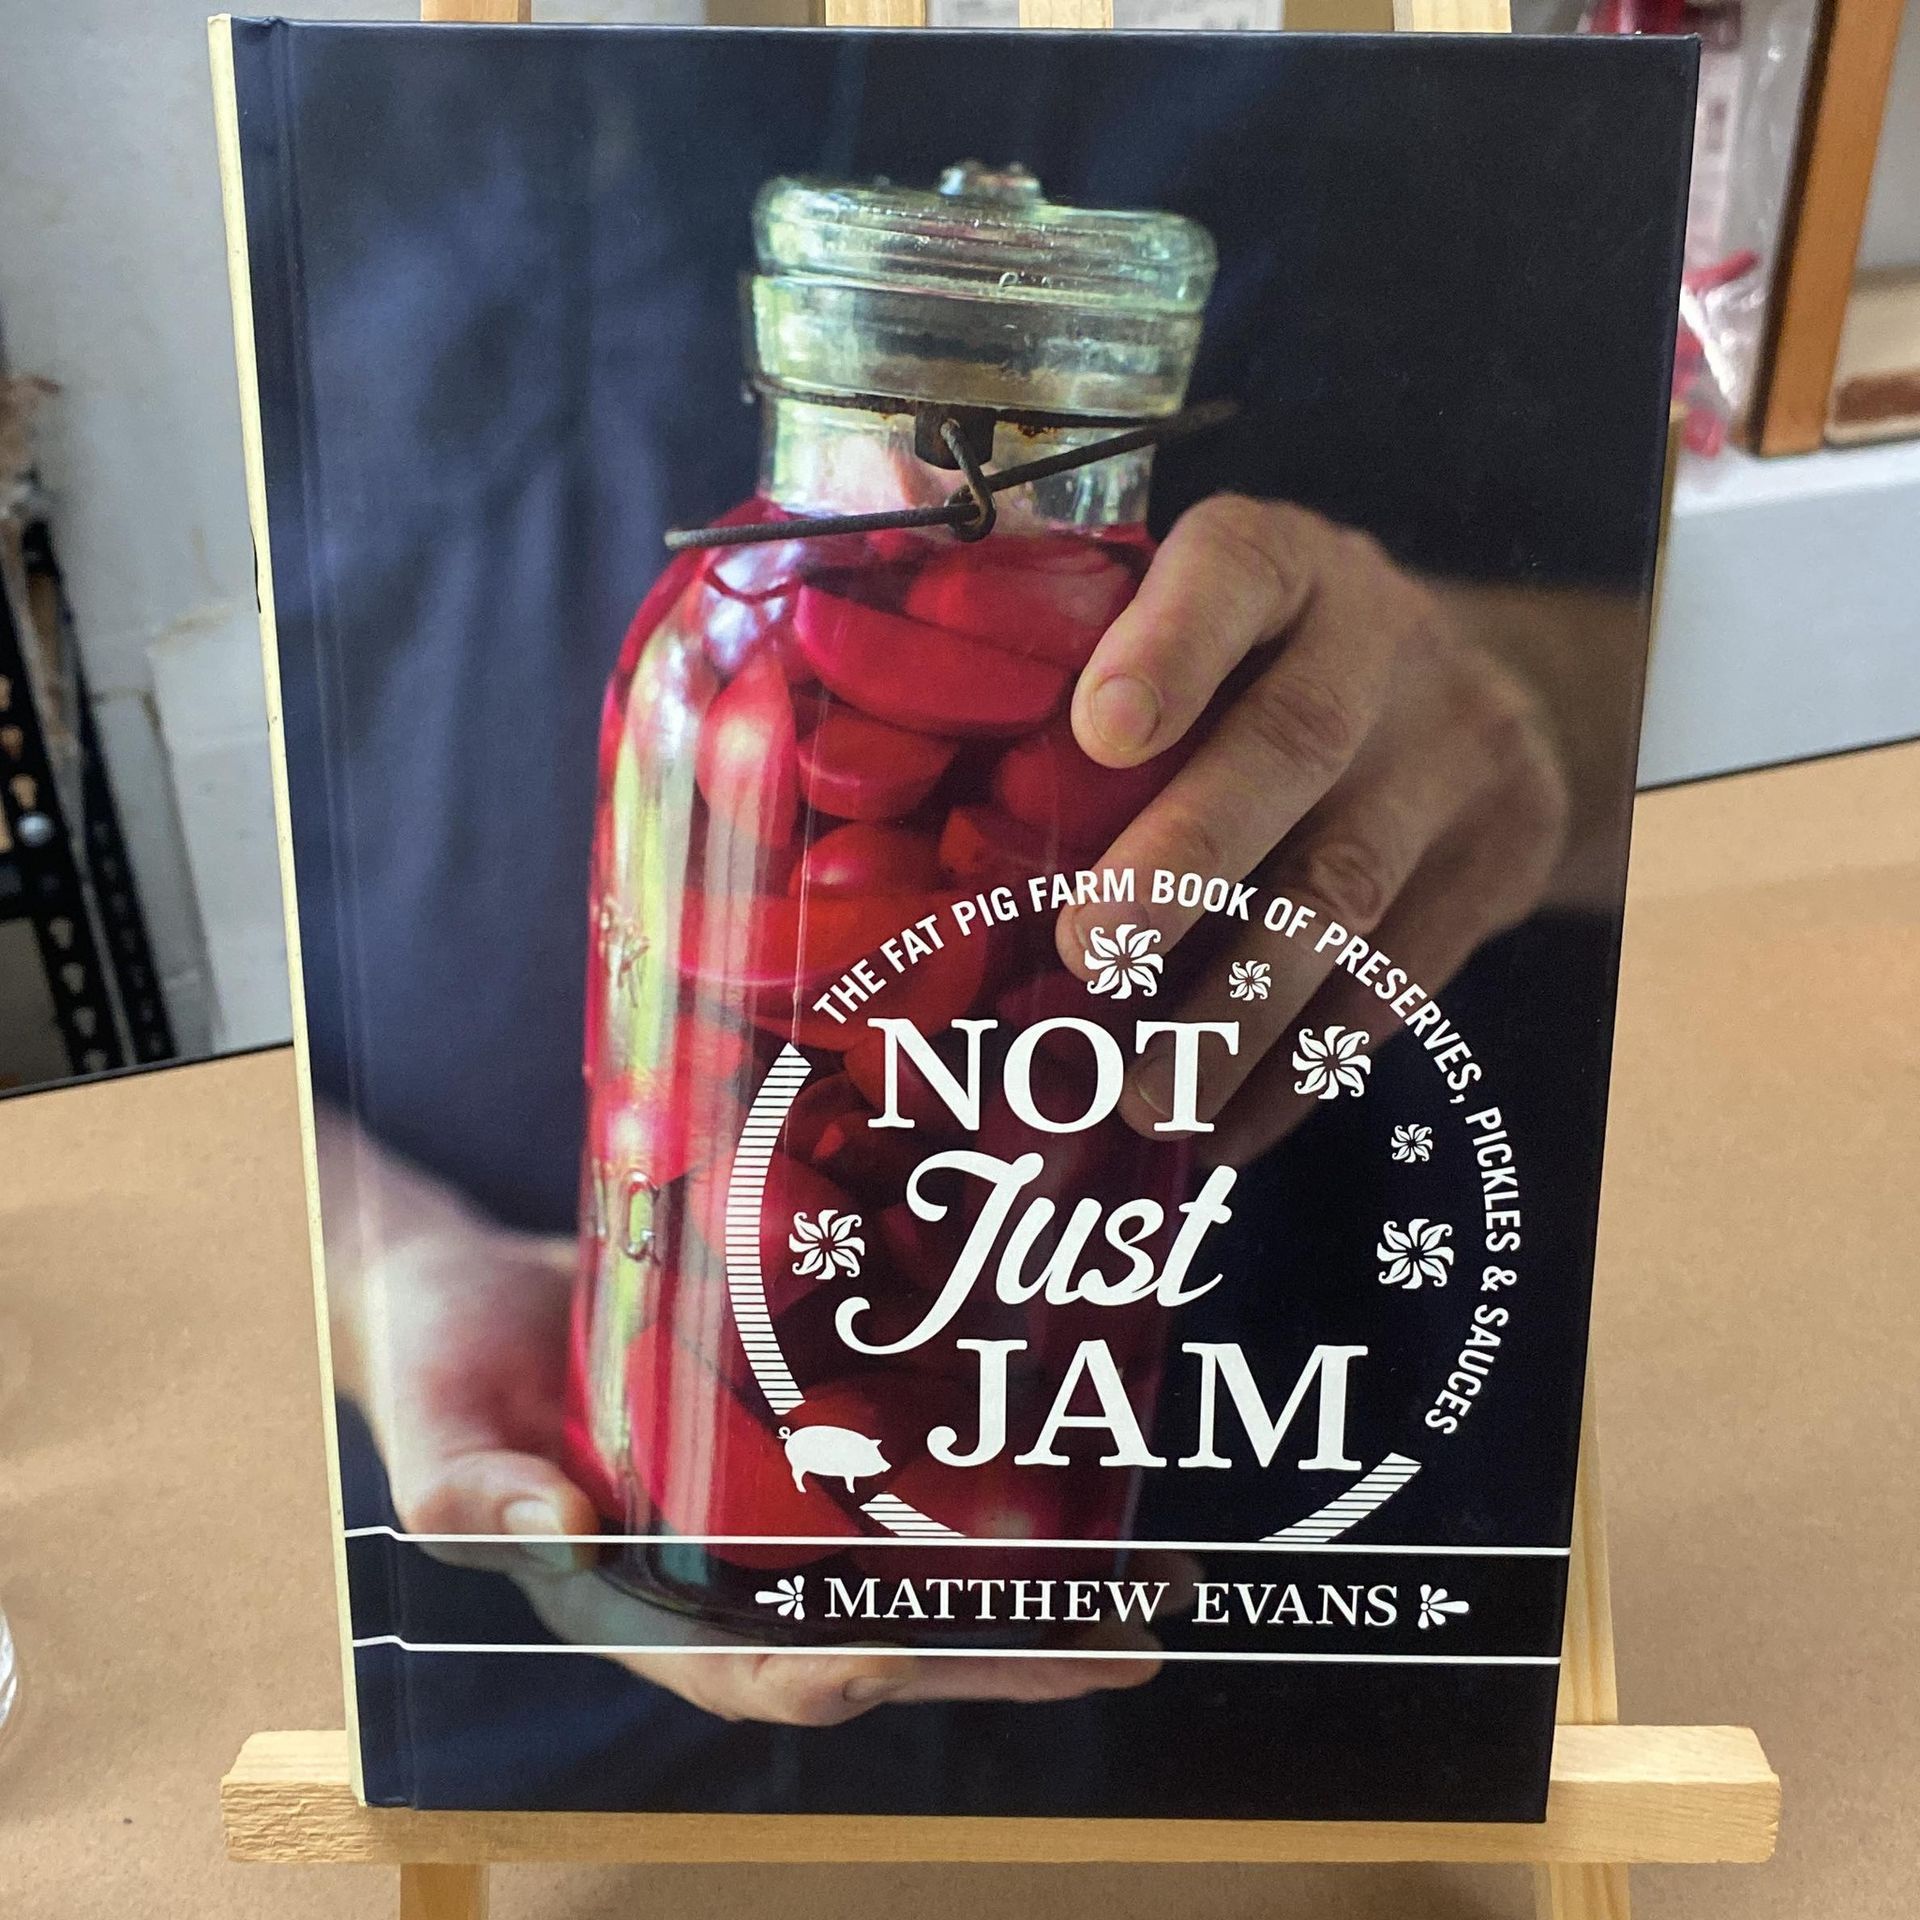 THE FAT PIG FARM BOOK OF PRESERVES, PICKLES & SAUCES
NOT
Just
JAM
MATTHEW EVANS